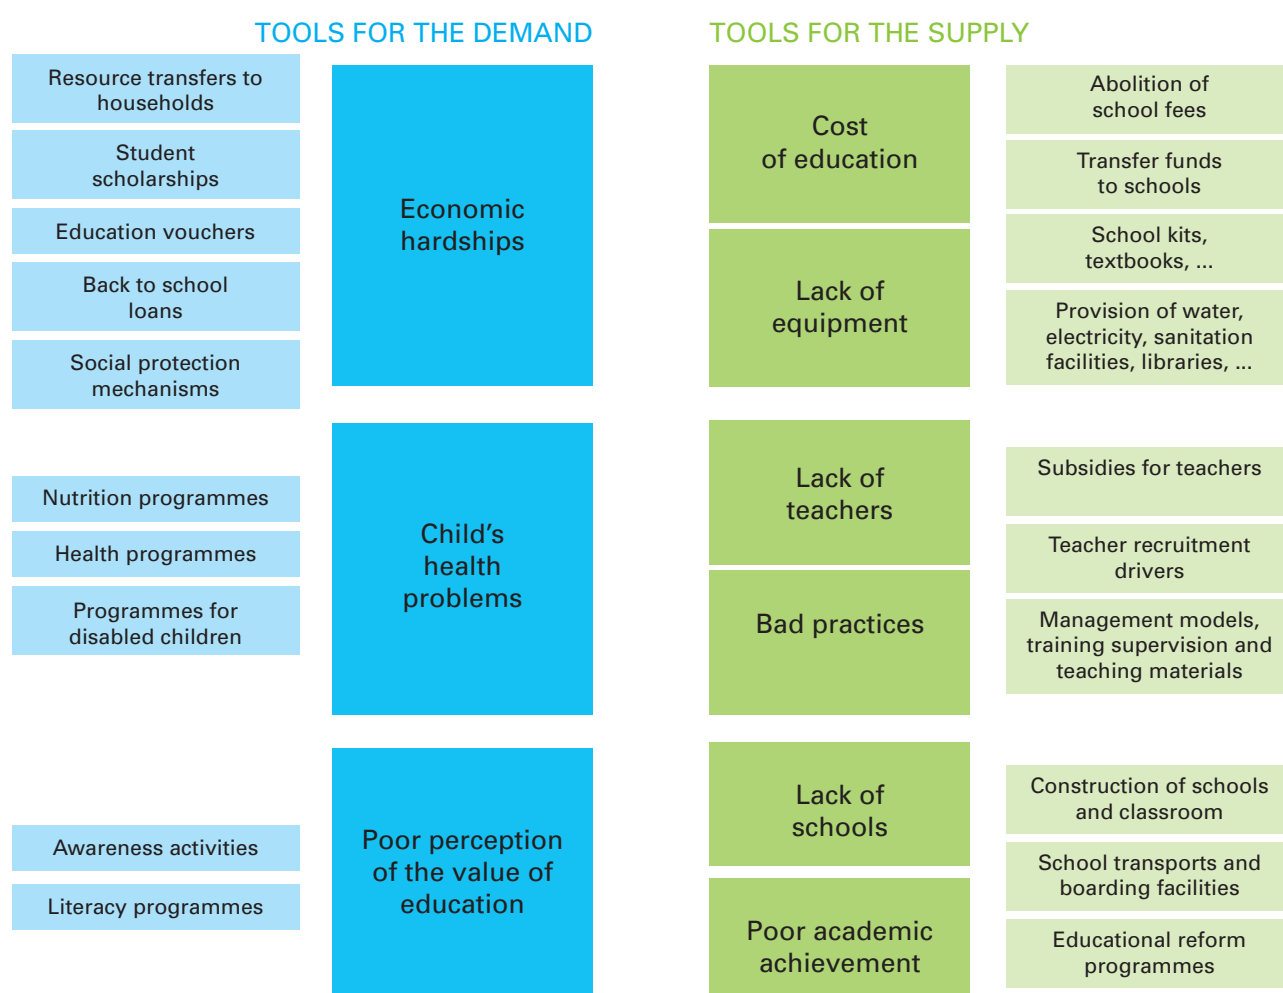 TOOLS FOR THE DEMAND
Resource transfers to
households
Student
scholarships
Education vouchers
Back to school
loans
Social protection
mechanisms
Economic
hardships
Nutrition programmes
Health programmes
Programmes for
disabled children
Child’s
health
problems
Awareness activities
Literacy programmes
Poor perception
of the value of
education
TOOLS FOR THE SUPPLY
Cost
of education
Abolition of
school fees
Transfer funds
to schools
Lack of
equipment
School kits,
textbooks, ...
Provision of water,
electricity, sanitation
facilities, libraries, ...
Lack of
teachers
Subsidies for teachers
Teacher recruitment
drivers
Bad practices
Management models,
training supervision and
teaching materials
Lack of
schools
Construction of schools
and classroom
School transports and
boarding facilities
Poor academic
achievement
Educational reform
programmes